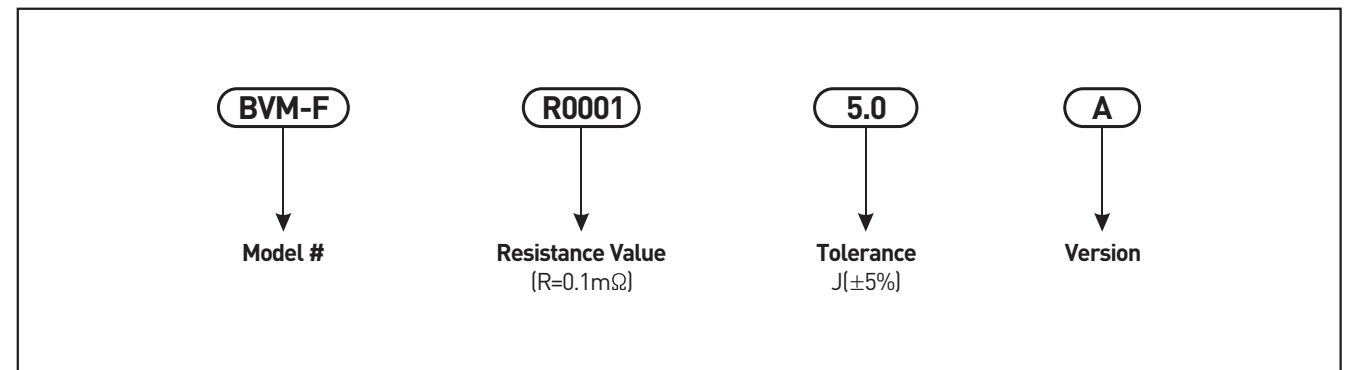 BVM-F R0001 5.0 A
Model # Resistance Value Tolerance Version
(R=0.1mΩ) J(±5%)